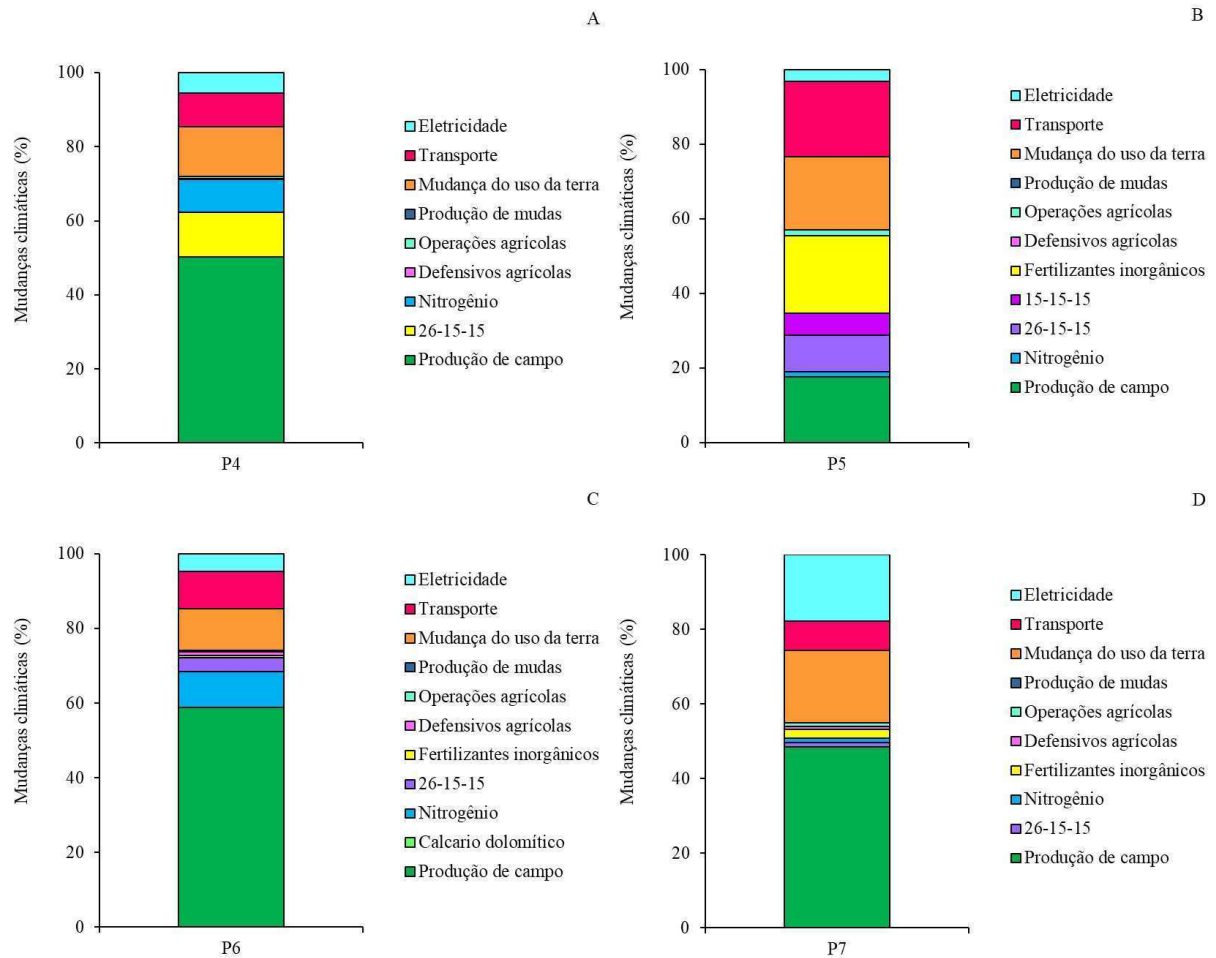 A
Mudanças climáticas (%)
100
80
60
40
20
0
P4
Eletricidade
Transporte
Mudança do uso da terra
Produção de mudas
Operações agrícolas
Defensivos agrícolas
Nitrogênio
26-15-15
Produção de campo
B
Mudanças climáticas (%)
100
80
60
40
20
0
P5
Eletricidade
Transporte
Mudança do uso da terra
Produção de mudas
Operações agrícolas
Defensivos agrícolas
Fertilizantes inorgânicos
15-15-15
26-15-15
Nitrogênio
Produção de campo
C
Mudanças climáticas (%)
100
80
60
40
20
0
P6
Eletricidade
Transporte
Mudança do uso da terra
Produção de mudas
Operações agrícolas
Defensivos agrícolas
Fertilizantes inorgânicos
26-15-15
Nitrogênio
Calcario dolomítico
Produção de campo
D
Mudanças climáticas (%)
100
80
60
40
20
0
P7
Eletricidade
Transporte
Mudança do uso da terra
Produção de mudas
Operações agrícolas
Defensivos agrícolas
Fertilizantes inorgânicos
Nitrogênio
26-15-15
Produção de campo